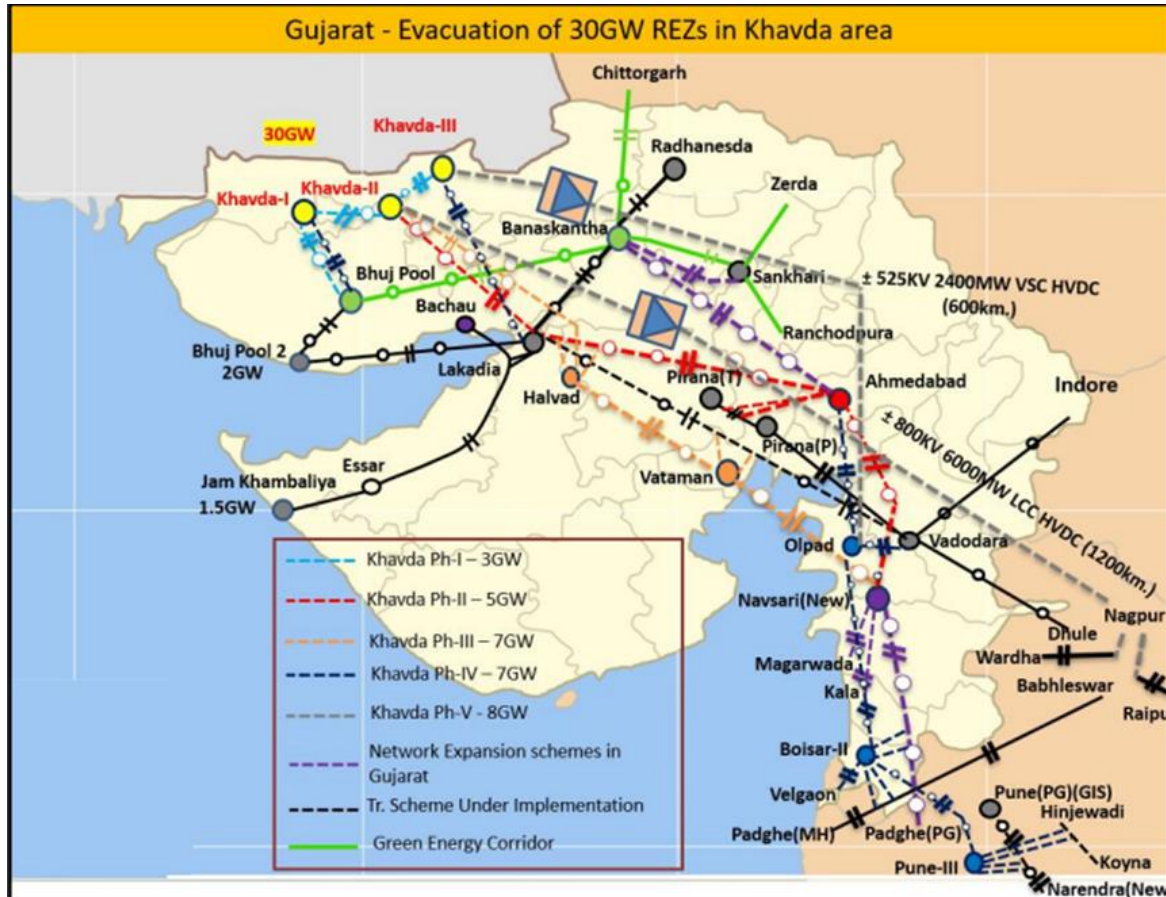 Gujarat - Evacuation of 30GW REZs in Khavda area
Chittorgarh
Khavda-III
30GW
Radhanesda
Khavda-II
Khavda-I
Zerda
Banaskantha
Bhuj Pool
Sankhari
± 525KV 2400MW VSC HVDC
(600km.)
Bachau
Ranchodpura
Bhuj Pool 2
2GW
Lakadia
Halvad
Pirana(T)
Ahmedabad
Indore
Pirana(P)
± 800KV 6000MW LCC HVDC (1200km.)
Essar
Vataman
Jam Khambaliya
1.5GW
Olpad
Vadodara
Khavda Ph-I – 3GW
Khavda Ph-II – 5GW
Khavda Ph-III – 7GW
Khavda Ph-IV – 7GW
Khavda Ph-V - 8GW
Network Expansion schemes in
Gujarat
Tr. Scheme Under Implementation
Green Energy Corridor
Navsari(New)
Nagpur
Dhule
Magarwada
Wardha
Kala
Babhleswar
Raipu
Boisar-II
Velgaon
Pune(PG)(GIS)
Hinjewadi
Padghe(MH)
Padghe(PG)
Pune-III
Koyna
Narendra(New